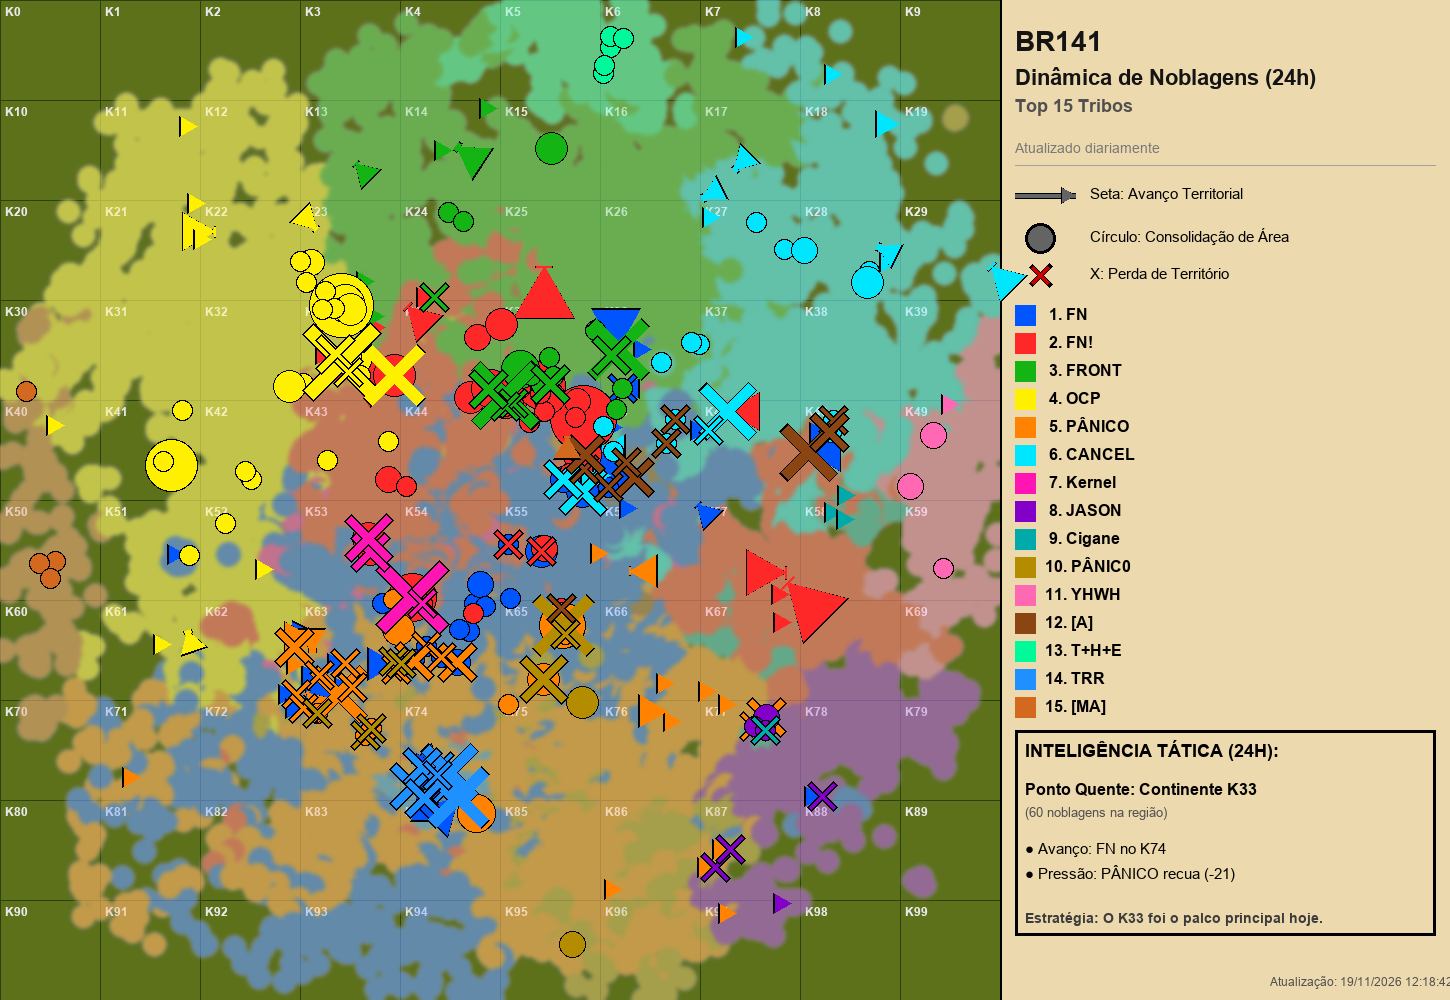 K0 K1 K2 K3 K4 K5 K6 K7 K8 K9
K10 K11 K12 K14 K15 K16 K17 K18 K19
K20 K21 K22 K23 K24 K25 K26 K27 K28 K29
K30 K31 K32 K37 K38 K39
K40 K41 K42 K43 K44 K49
K50 K51 K52 K53 K55 K57 K59
K60 K61 K62 K63 K65 K66 K67 K69
K70 K71 K72 K74 K75 K76 K78 K79
K80 K81 K82 K83 K85 K86 K87 K88 K89
K90 K91 K92 K93 K94 K95 K96 K98 K99
BR141
Dinâmica de Noblagens (24h)
Top 15 Tribos
Atualizado diariamente
Seta: Avanço Territorial
Círculo: Consolidação de Área
X: Perda de Território
1. FN
2. FN!
3. FRONT
4. OCP
5. PÂNICO
6. CANCEL
7. Kernel
8. JASON
9. Cigane
10. PÂNIC0
11. YHWH
12. [A]
13. T+H+E
14. TRR
15. [MA]
INTELIGÊNCIA TÁTICA (24H):
Ponto Quente: Continente K33
(60 noblagens na região)
● Avanço: FN no K74
● Pressão: PÂNICO recua (-21)
Estratégia: O K33 foi o palco principal hoje.
Atualização: 19/11/2026 12:18:42